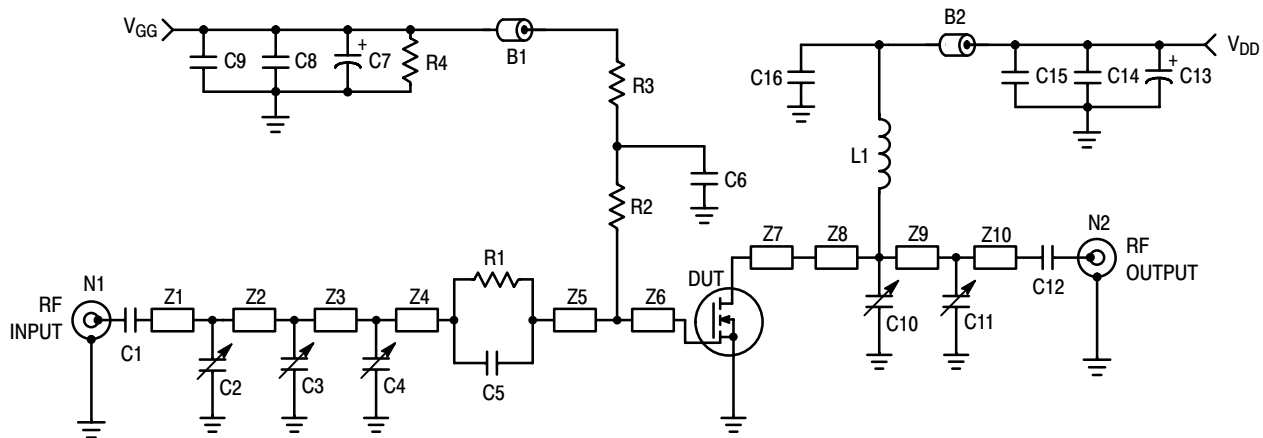 VGG
B1
B2
VDD
C9
C8
+
C7
R4
R3
C16
C15
C14
+
C13
L1
C6
R2
N2
RF
OUTPUT
Z7
Z8
Z9
Z10
C12
DUT
C10
C11
R1
N1
RF
INPUT
C1
Z1
Z2
Z3
Z4
Z5
Z6
C2
C3
C4
C5